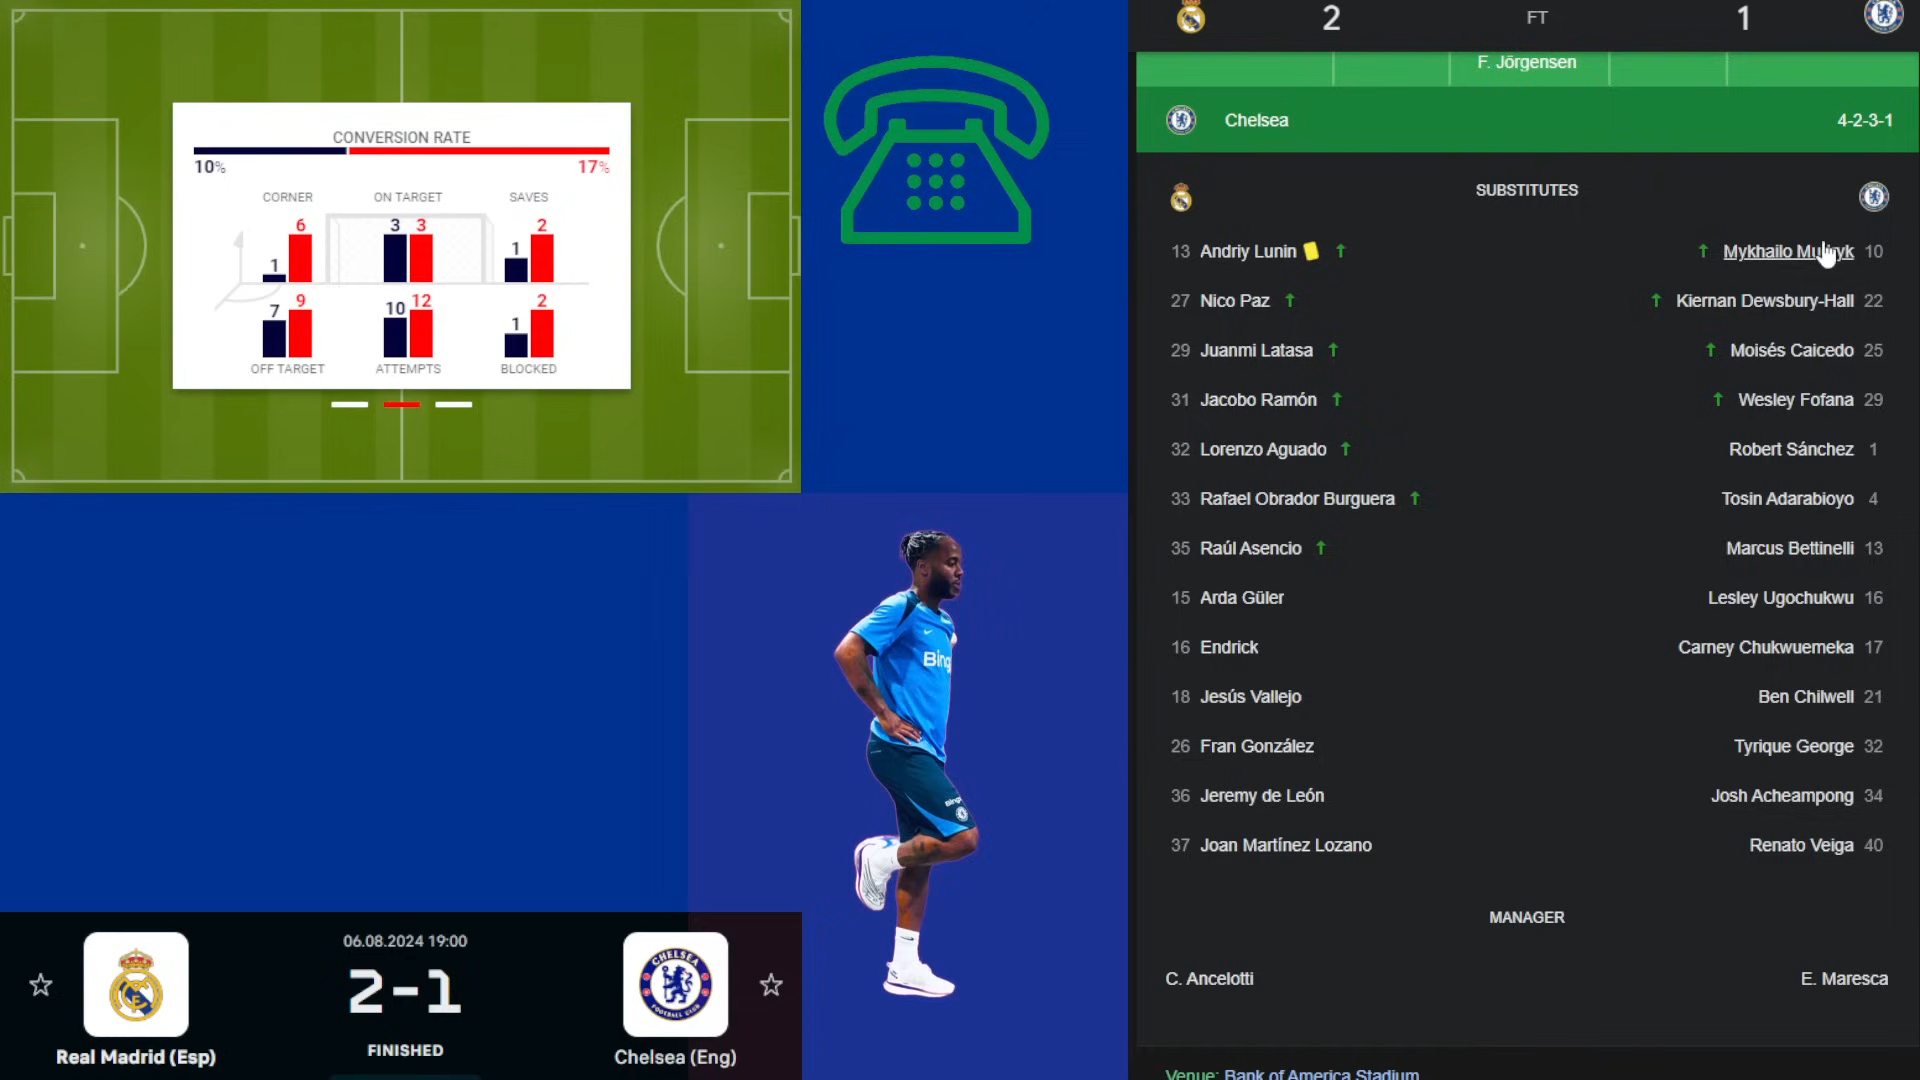 CONVERSION RATE
10% 17%
CORNER ON TARGET SAVES
1 6 3 3 1 2
7 9 10 12 1 2
OFF TARGET ATTEMPTS BLOCKED
Bing
Bing
06.08.2024 19:00
2-1
FINISHED
Real Madrid (Esp)
CHELSEA
FOOTBALL CLUB
Chelsea (Eng)
2 FT 1
F. Jörgensen
Chelsea 4-2-3-1
SUBSTITUTES
13 Andriy Lunin ↑ ↑ Mykhailo Mudryk 10
27 Nico Paz ↑ ↑ Kiernan Dewsbury-Hall 22
29 Juanmi Latasa ↑ ↑ Moisés Caicedo 25
31 Jacobo Ramón ↑ ↑ Wesley Fofana 29
32 Lorenzo Aguado ↑ Robert Sánchez 1
33 Rafael Obrador Burguera ↑ Tosin Adarabioyo 4
35 Raúl Asencio ↑ Marcus Bettinelli 13
15 Arda Güler Lesley Ugochukwu 16
16 Endrick Carney Chukwuemeka 17
18 Jesús Vallejo Ben Chilwell 21
26 Fran González Tyrique George 32
36 Jeremy de León Josh Acheampong 34
37 Joan Martínez Lozano Renato Veiga 40
MANAGER
C. Ancelotti E. Maresca
Venue: Bank of America Stadium